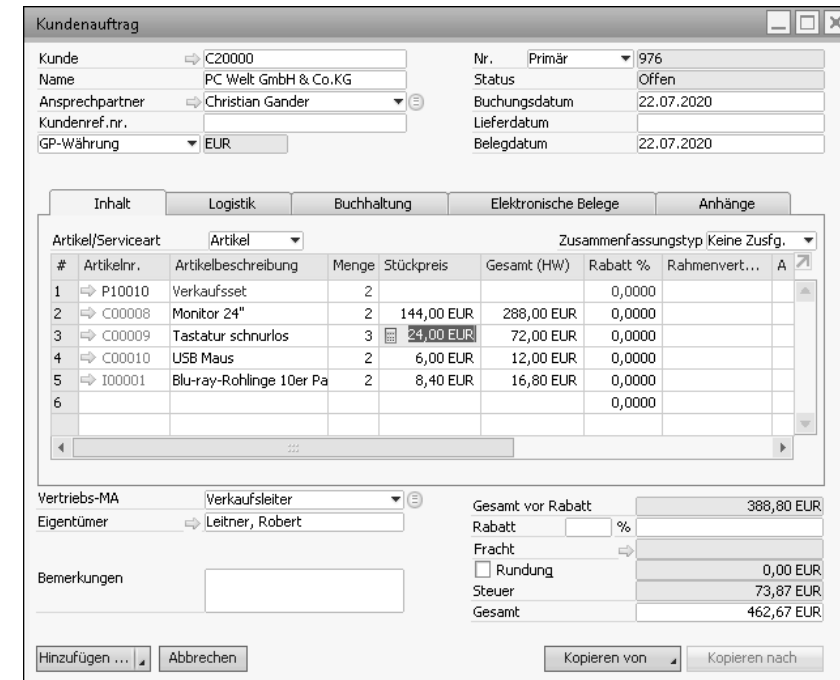 Kundenauftrag
Kunde C20000 Nr. Primär 976
Name PC Welt GmbH & Co.KG Status Offen
Ansprechpartner Christian Gander Buchungsdatum 22.07.2020
Kundenref.nr. Lieferdatum
GP-Währung EUR Belegdatum 22.07.2020
Inhalt Logistik Buchhaltung Elektronische Belege Anhänge
Artikel/Serviceart Artikel Zusammenfassungstyp Keine Zusfg.
# Artikelnr. Artikelbeschreibung Menge Stückpreis Gesamt (HW) Rabatt % Rahmenvert... A
1 P10010 Verkaufsset 2 0,0000
2 C00008 Monitor 24" 2 144,00 EUR 288,00 EUR 0,0000
3 C00009 Tastatur schnurlos 3 24,00 EUR 72,00 EUR 0,0000
4 C00010 USB Maus 2 6,00 EUR 12,00 EUR 0,0000
5 I00001 Blu-ray-Rohlinge 10er Pa 2 8,40 EUR 16,80 EUR 0,0000
6 0,0000
Vertriebs-MA Verkaufsleiter Gesamt vor Rabatt 388,80 EUR
Eigentümer Leitner, Robert Rabatt %
Fracht
Bemerkungen Rundung 0,00 EUR
Steuer 73,87 EUR
Gesamt 462,67 EUR
Hinzufügen ... Abbrechen Kopieren von Kopieren nach